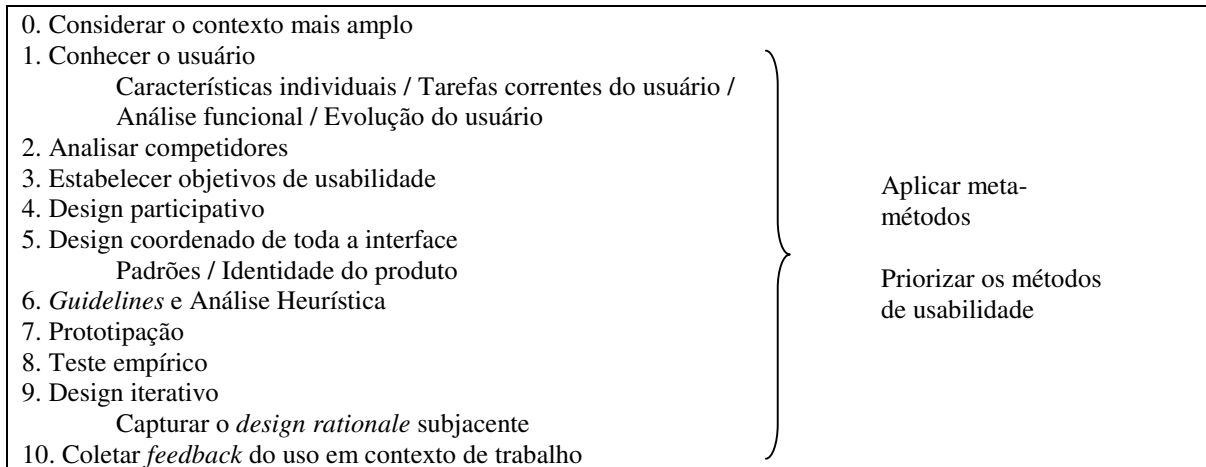 0. Considerar o contexto mais amplo
1. Conhecer o usuário
Características individuais / Tarefas correntes do usuário /
Análise funcional / Evolução do usuário
2. Analisar competidores
3. Estabelecer objetivos de usabilidade
4. Design participativo
5. Design coordenado de toda a interface
Padrões / Identidade do produto
6. Guidelines e Análise Heurística
7. Prototipação
8. Teste empírico
9. Design iterativo
Capturar o design rationale subjacente
10. Coletar feedback do uso em contexto de trabalho
Aplicar meta-
métodos
Priorizar os métodos
de usabilidade